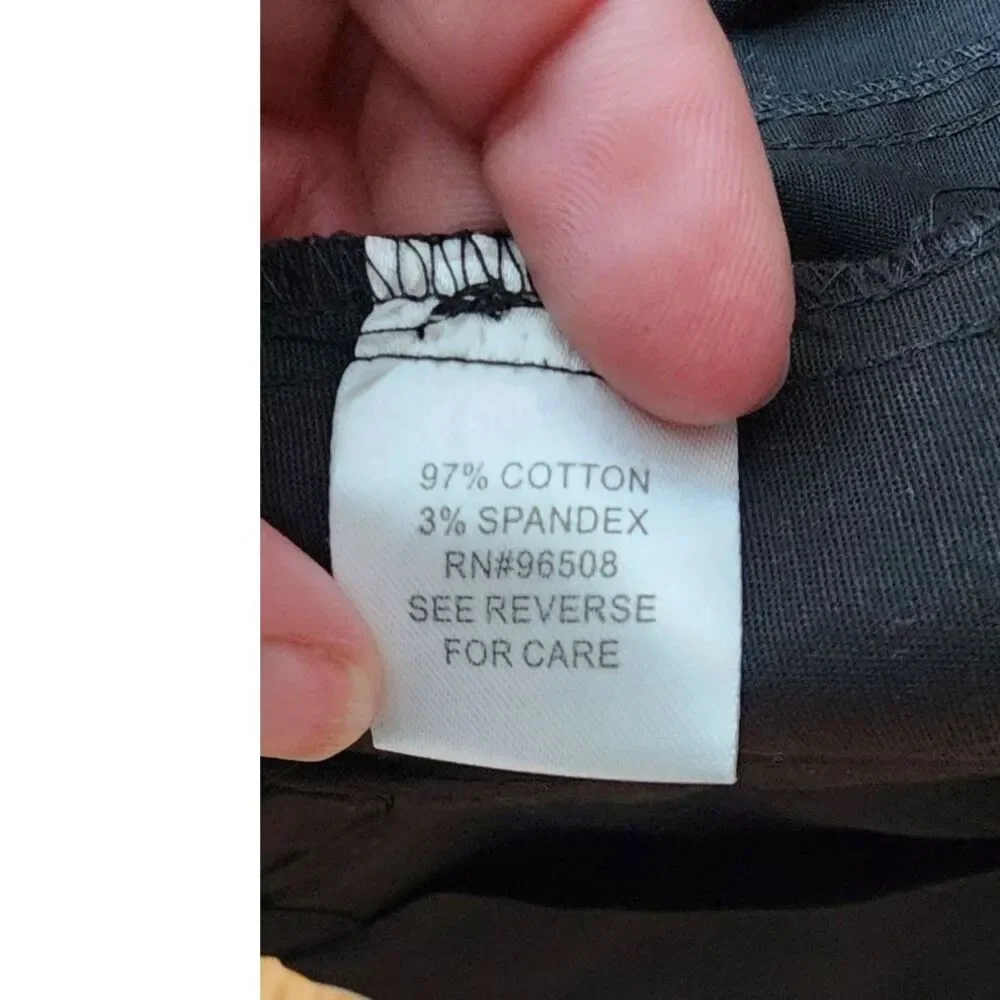 97% COTTON
3% SPANDEX
RN#96508
SEE REVERSE
FOR CARE